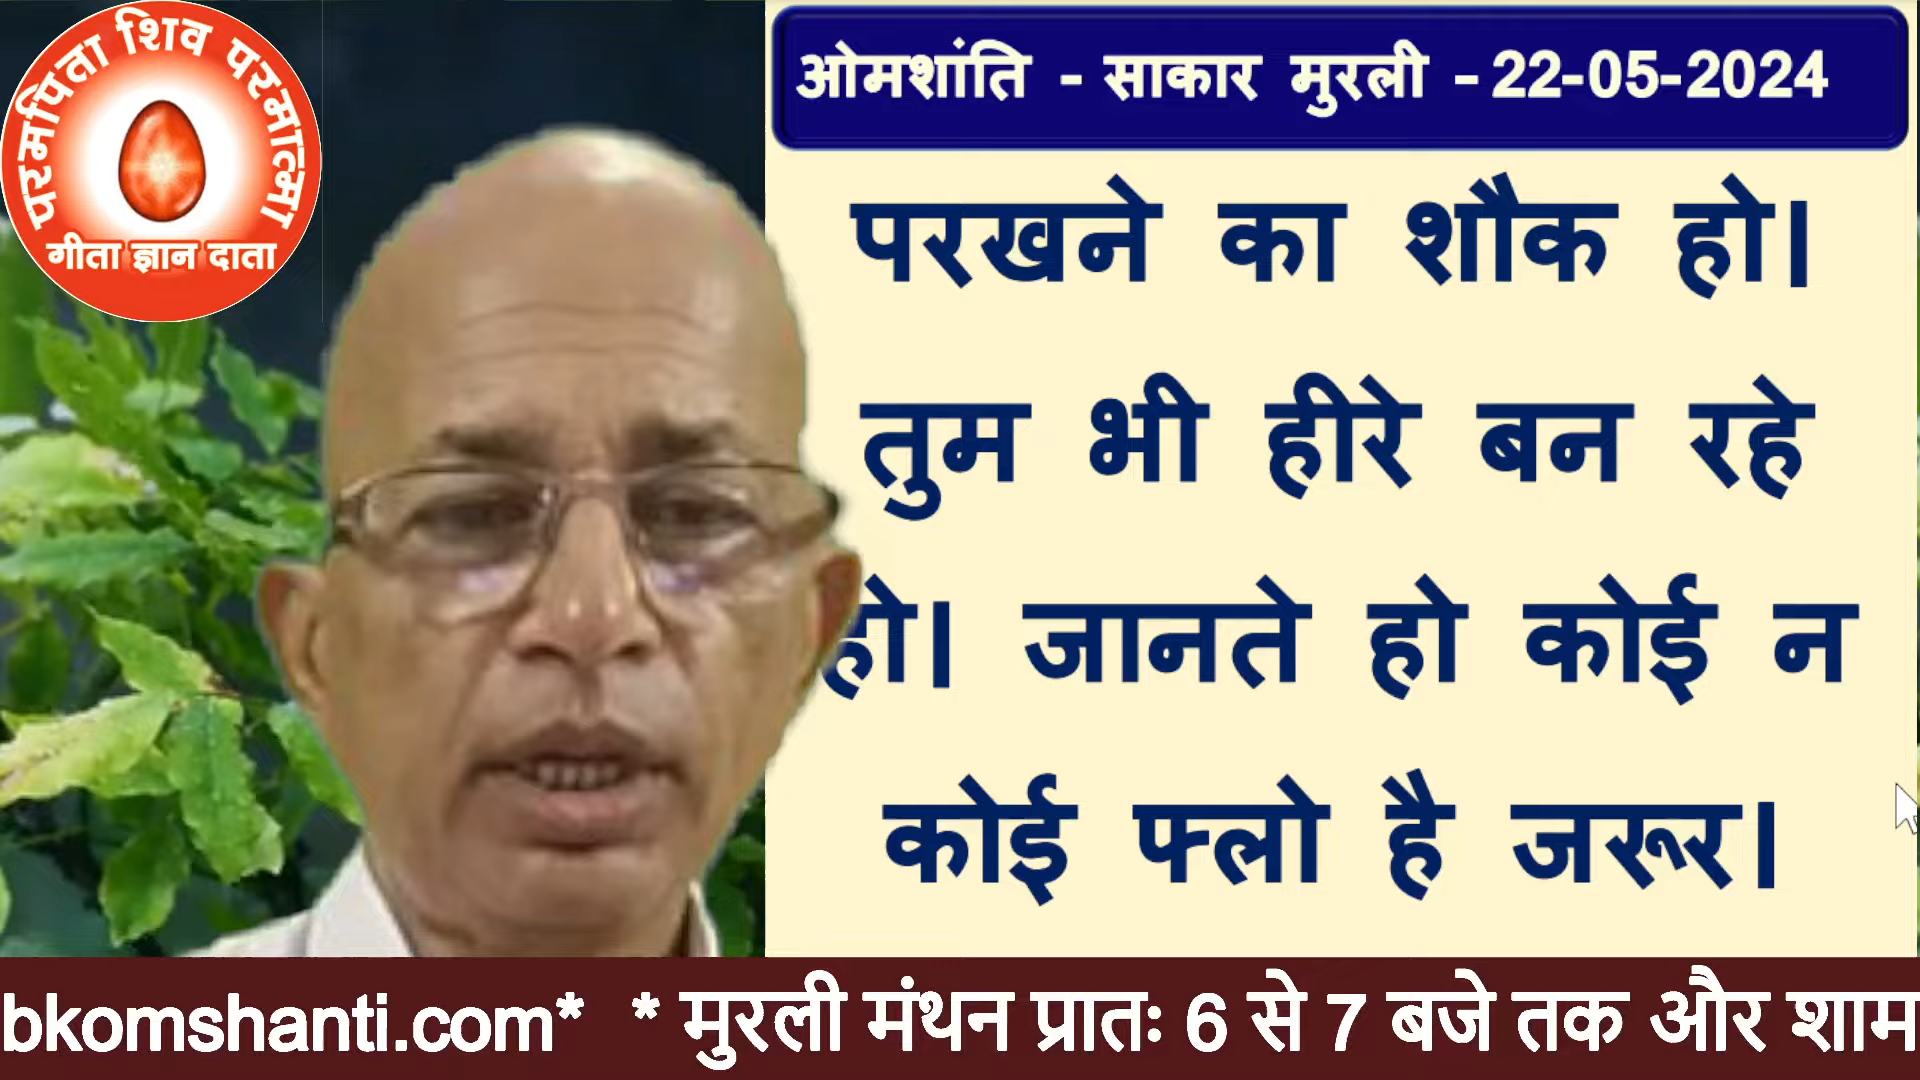 परमपिता शिव परमात्मा
गीता ज्ञान दाता
ओमशांति - साकार मुरली - 22-05-2024
परखने का शौक हो।
तुम भी हीरे बन रहे
हो। जानते हो कोई न
कोई फ्लो है जरूर।
bkomshanti.com* * मुरली मंथन प्रातः 6 से 7 बजे तक और शाम